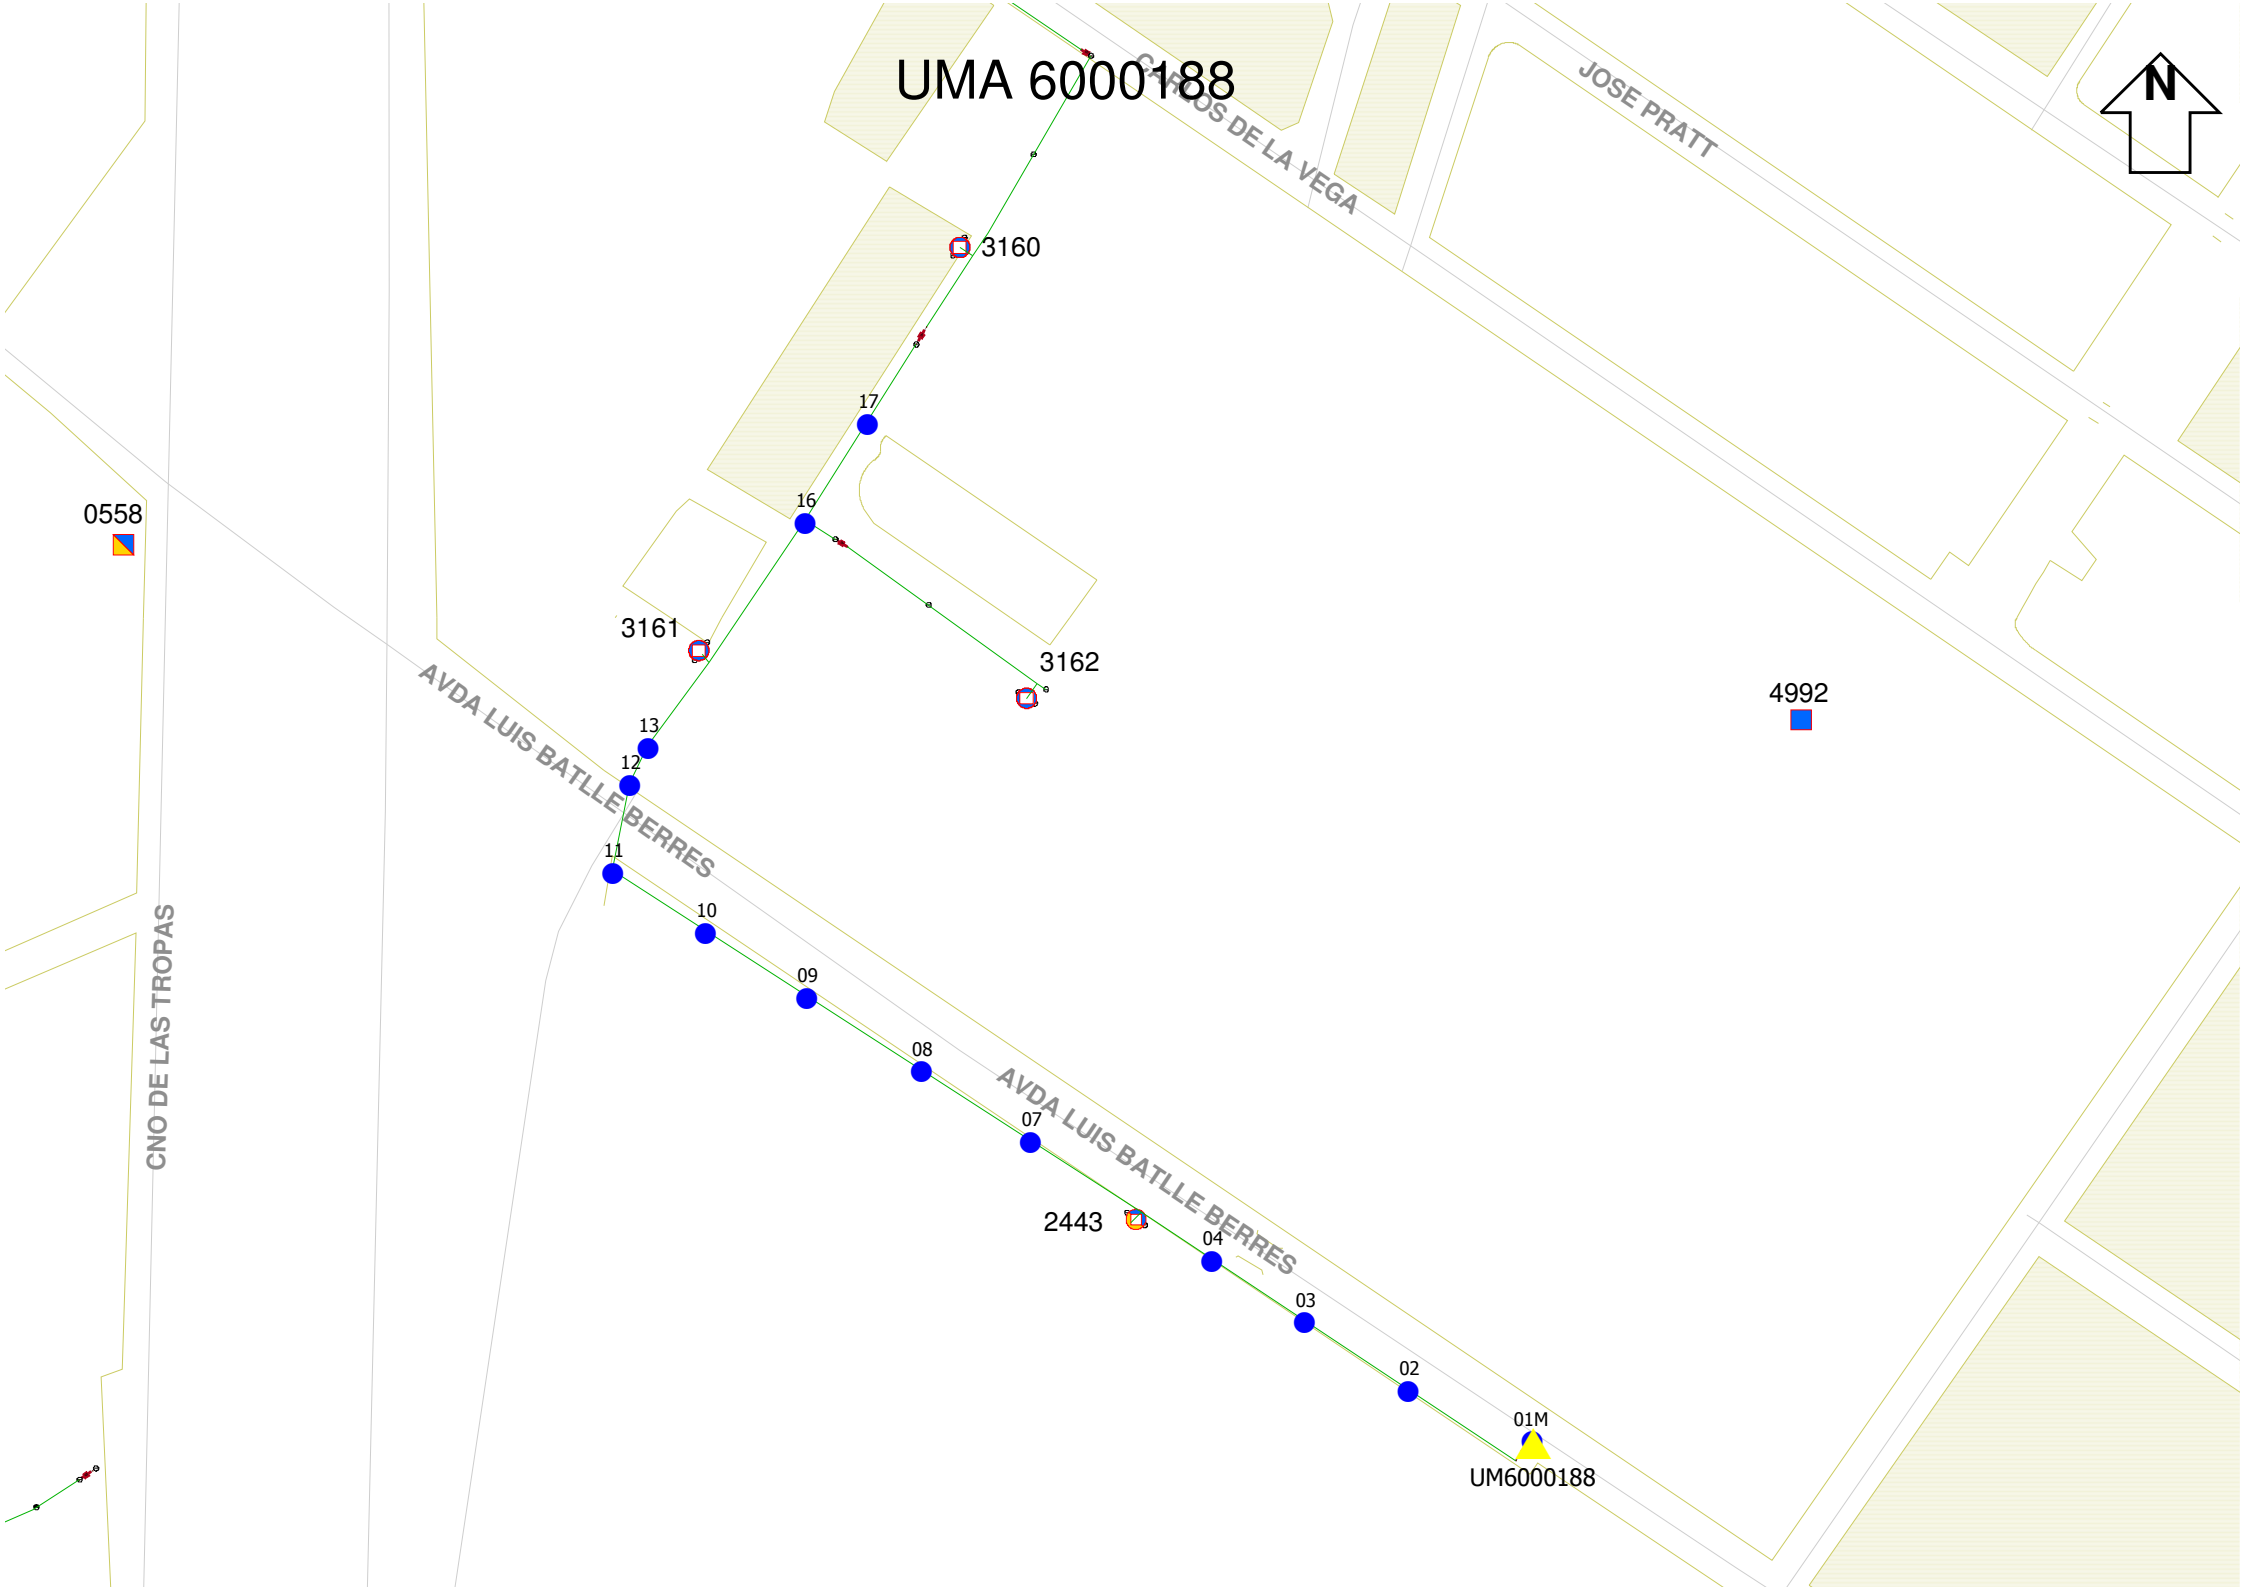 UMA 6000188
CARLOS DE LA VEGA
JOSE PRATT
N
3160
17
16
0558
3161
3162
4992
AVDA LUIS BATLLE BERRES
13
12
11
10
CNO DE LAS TROPAS
09
08
AVDA LUIS BATLLE BERRES
07
2443
04
03
02
01M
UM6000188